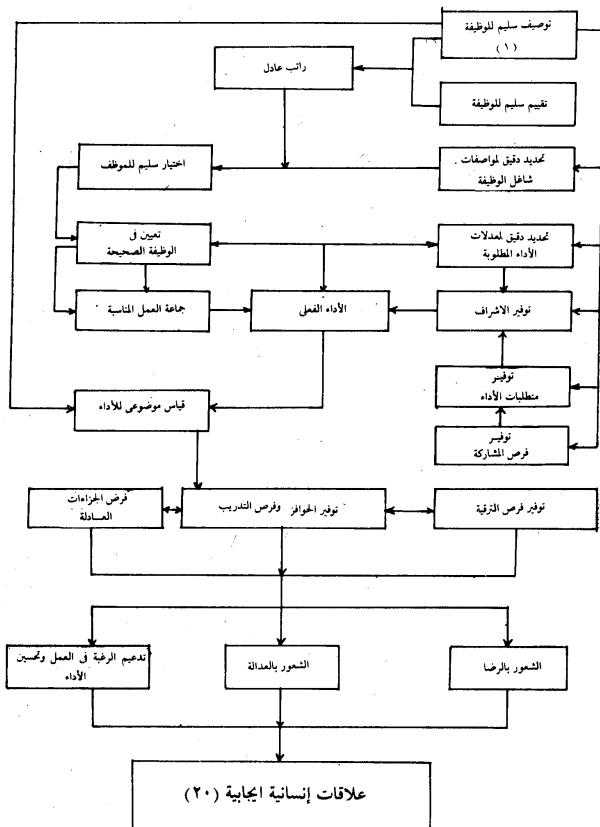 توصيف سليم للوظيفة
(١)
راتب عادل
تقييم سليم للوظيفة
تحديد دقيق لمواصفات
شاغل الوظيفة
اختيار سليم للموظف
تحديد دقيق لمعدلات
الأداء المطلوبة
تعيين فى
الوظيفة الصحيحة
توفير الاشراف
الأداء الفعلى
جماعة العمل المناسبة
توفيـر
متطلبات الأداء
قياس موضوعى للأداء
توفيـر
فرص المشاركة
توفير فرص الترقية
توفير الحوافز وفرص التدريب
فرض الجزاءات
العـــادلة
الشعور بالرضا
الشعور بالعدالة
تدعيم الرغبة فى العمل وتحسين
الأداء
علاقات إنسانية ايجابية (٢٠)